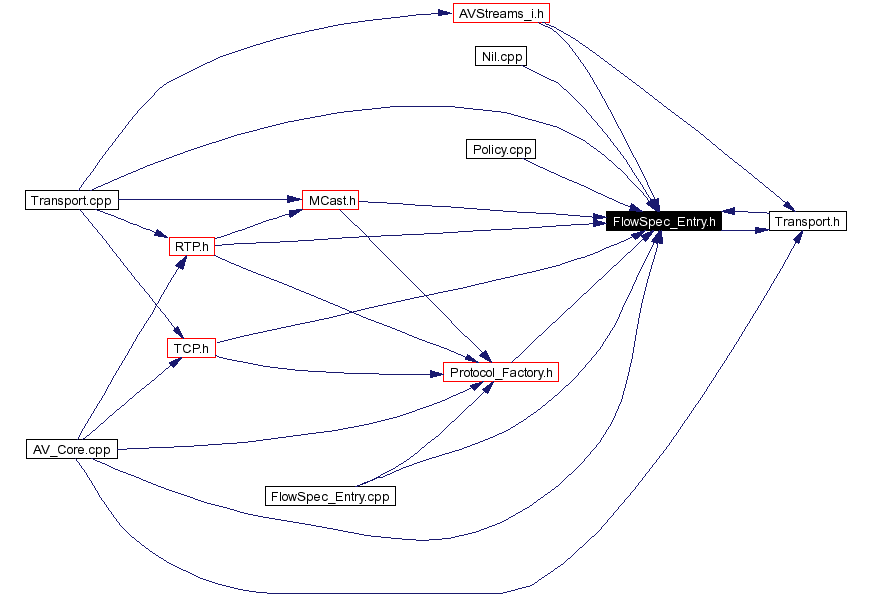 AVStreams_i.h
Nil.cpp
Policy.cpp
Transport.cpp
MCast.h
FlowSpec_Entry.h
Transport.h
RTP.h
TCP.h
Protocol_Factory.h
AV_Core.cpp
FlowSpec_Entry.cpp